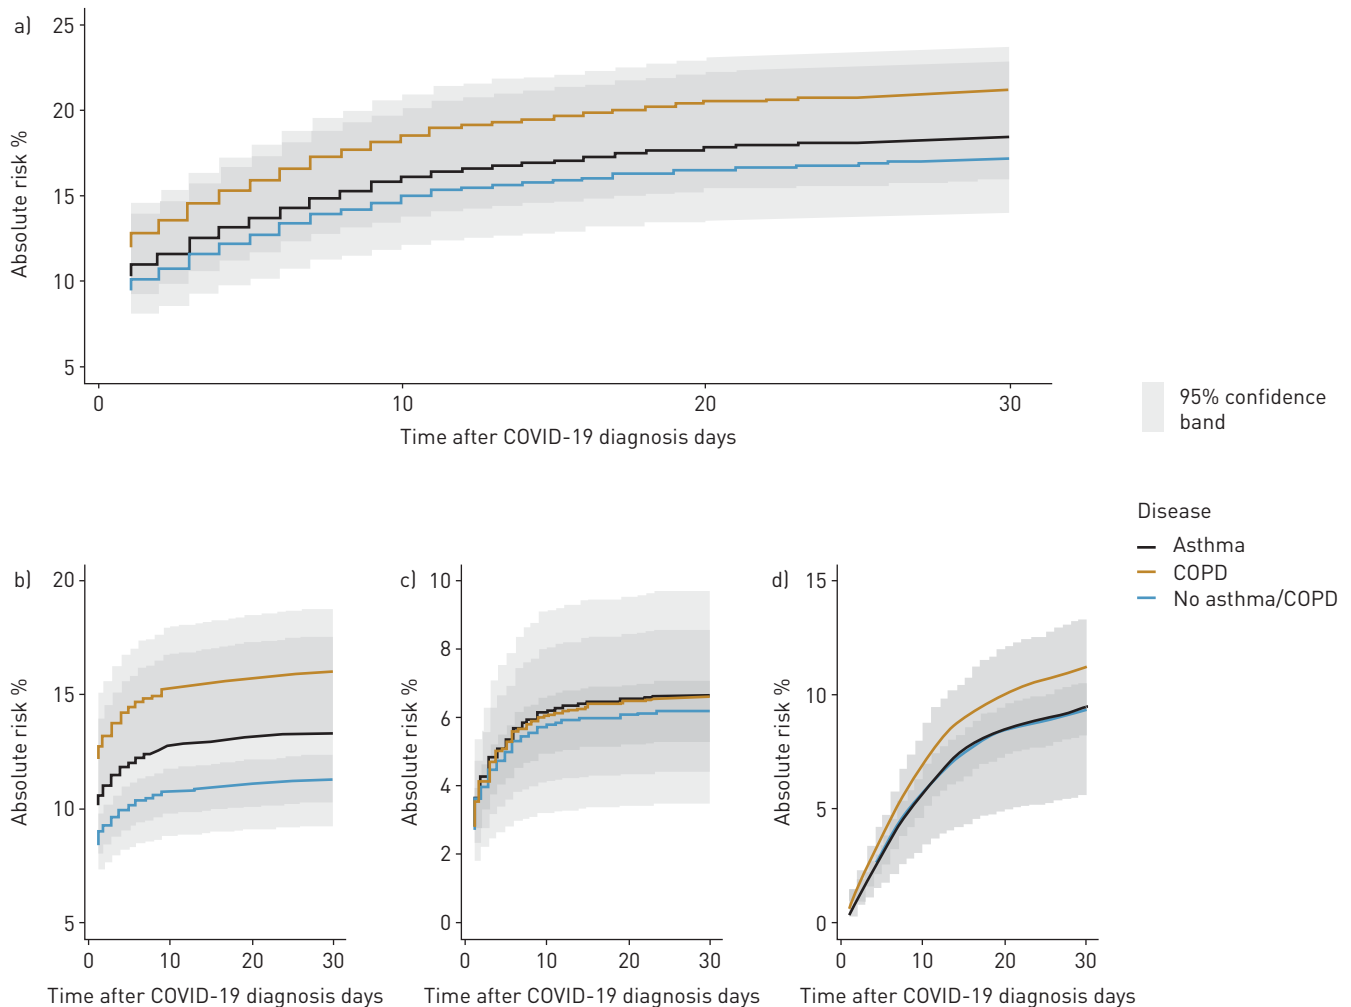 a)
25
20
15
10
5
Absolute risk %
0
10
20
30
Time after COVID-19 diagnosis days
95% confidence
band
Disease
Asthma
COPD
No asthma/COPD
b)
20
15
10
5
Absolute risk %
0
10
20
30
Time after COVID-19 diagnosis days
c)
10
8
6
4
2
0
Absolute risk %
0
10
20
30
Time after COVID-19 diagnosis days
d)
15
10
5
0
Absolute risk %
0
10
20
30
Time after COVID-19 diagnosis days